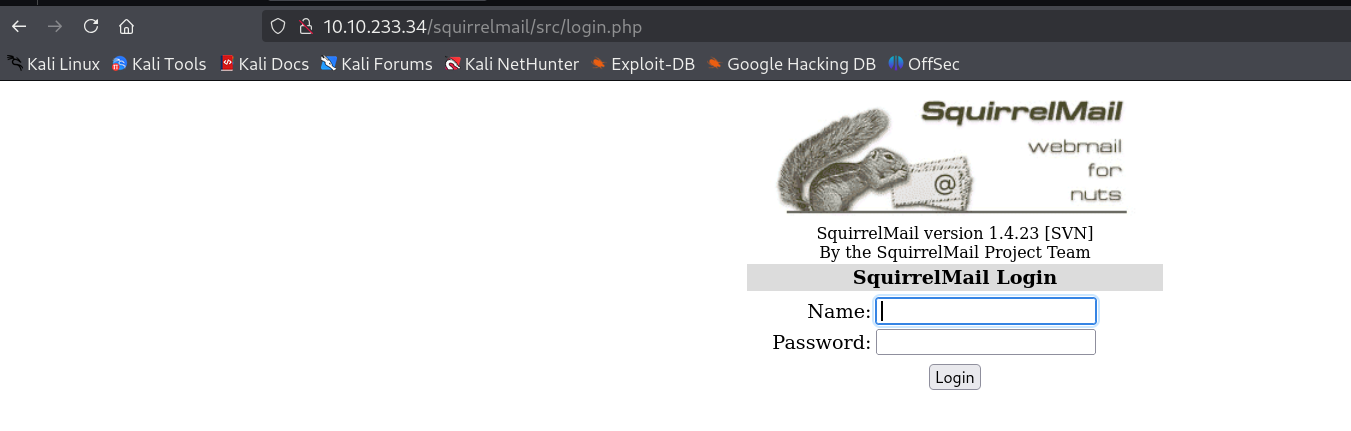 10.10.233.34/squirrelmail/src/login.php
Kali Linux Kali Tools Kali Docs Kali Forums Kali NetHunter Exploit-DB Google Hacking DB OffSec
SquirrelMail
webmail
for
nuts
@
SquirrelMail version 1.4.23 [SVN]
By the SquirrelMail Project Team
SquirrelMail Login
Name:
Password:
Login